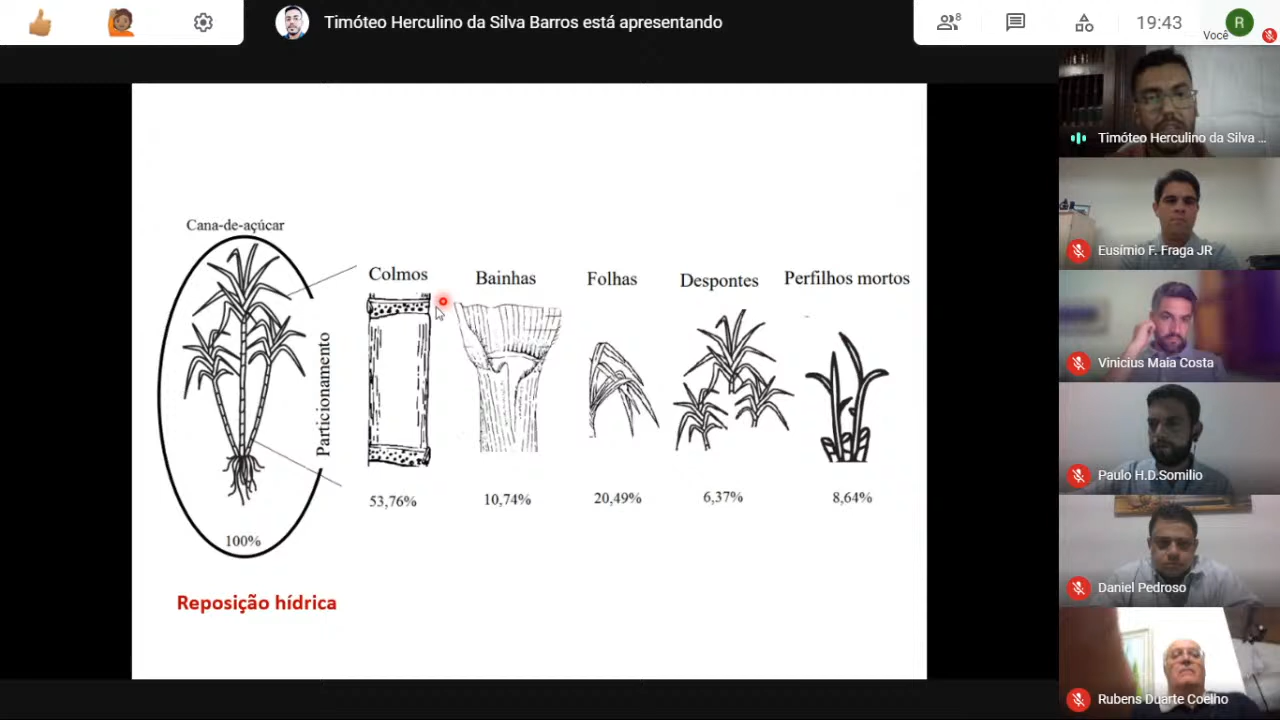 Timóteo Herculino da Silva Barros está apresentando
8
19:43
Você
R
Timóteo Herculino da Silva ...
Eusímio F. Fraga JR
Vinicius Maia Costa
Paulo H.D.Somilio
Daniel Pedroso
Rubens Duarte Coelho
Cana-de-açúcar
Particionamento
100%
Colmos
Bainhas
Folhas
Despontes
Perfilhos mortos
53,76%
10,74%
20,49%
6,37%
8,64%
Reposição hídrica